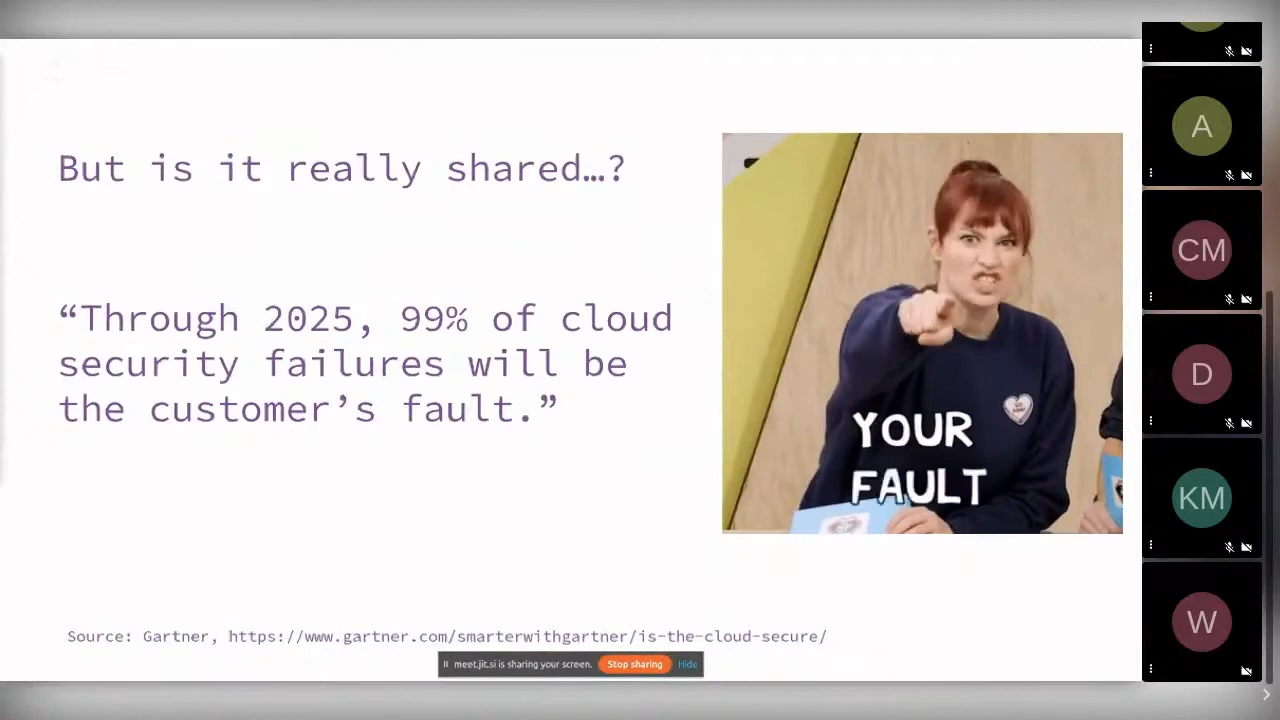 But is it really shared…?
“Through 2025, 99% of cloud
security failures will be
the customer’s fault.”
YOUR
FAULT
Source: Gartner, https://www.gartner.com/smarterwithgartner/is-the-cloud-secure/
meet.jit.si is sharing your screen. Stop sharing Hide
A
CM
D
KM
W